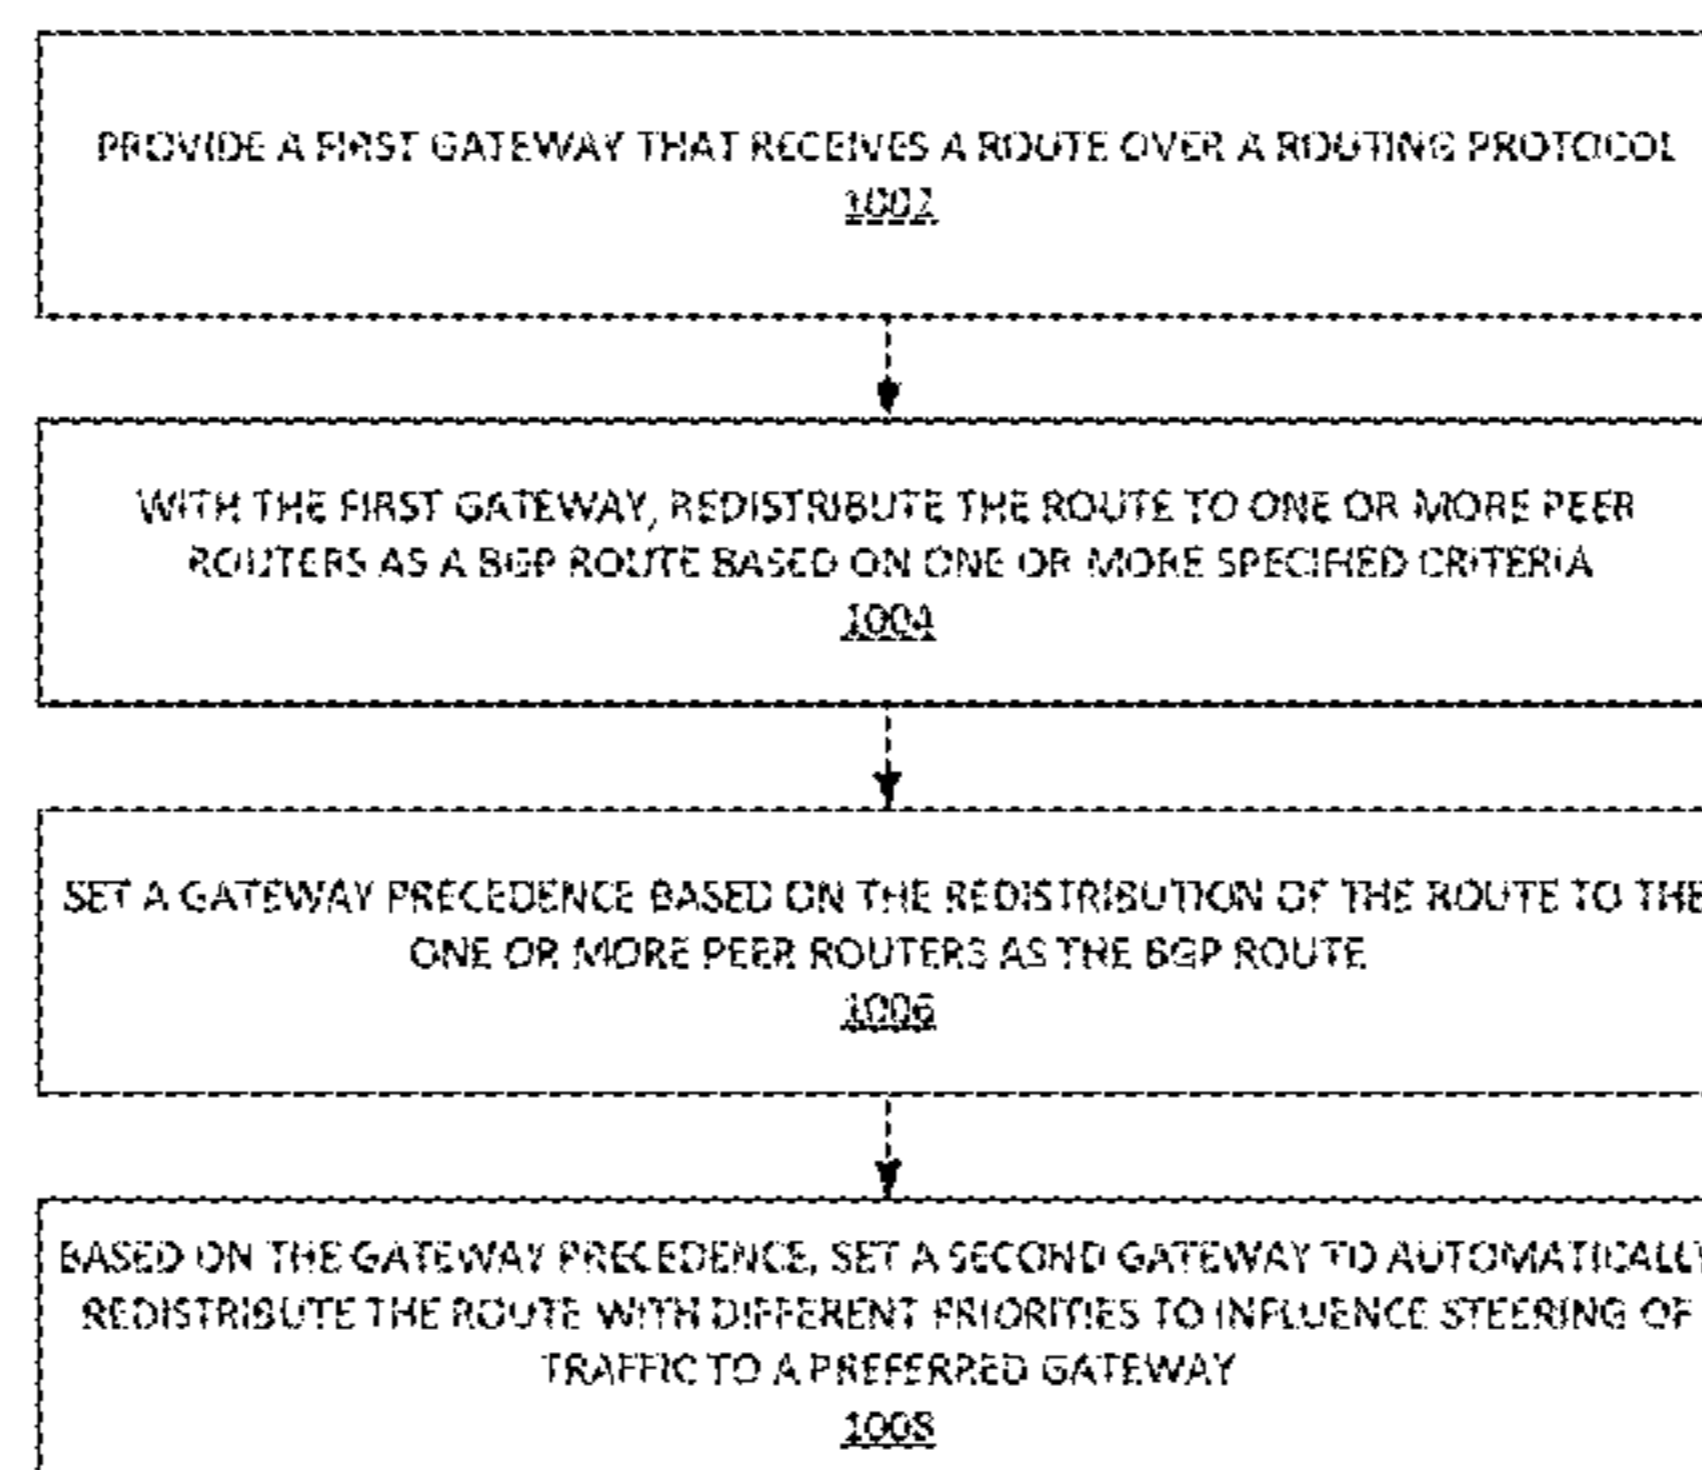 PROVIDE A FIRST GATEWAY THAT RECEIVES A ROUTE OVER A ROUTING PROTOCOL
1002
WITH THE FIRST GATEWAY, REDISTRIBUTE THE ROUTE TO ONE OR MORE PEER
ROUTERS AS A BGP ROUTE BASED ON ONE OR MORE SPECIFIED CRITERIA
1004
SET A GATEWAY PRECEDENCE BASED ON THE REDISTRIBUTION OF THE ROUTE TO THE
ONE OR MORE PEER ROUTERS AS THE BGP ROUTE
1006
BASED ON THE GATEWAY PRECEDENCE, SET A SECOND GATEWAY TO AUTOMATICALLY
REDISTRIBUTE THE ROUTE WITH DIFFERENT PRIORITIES TO INFLUENCE STEERING OF
TRAFFIC TO A PREFERRED GATEWAY
1008